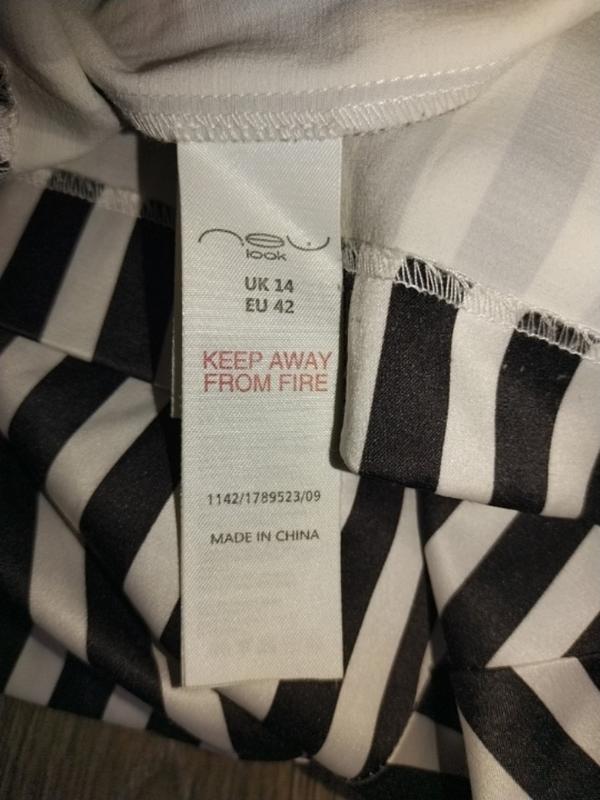 new
look
UK 14
EU 42
KEEP AWAY
FROM FIRE
1142/1789523/09
MADE IN CHINA